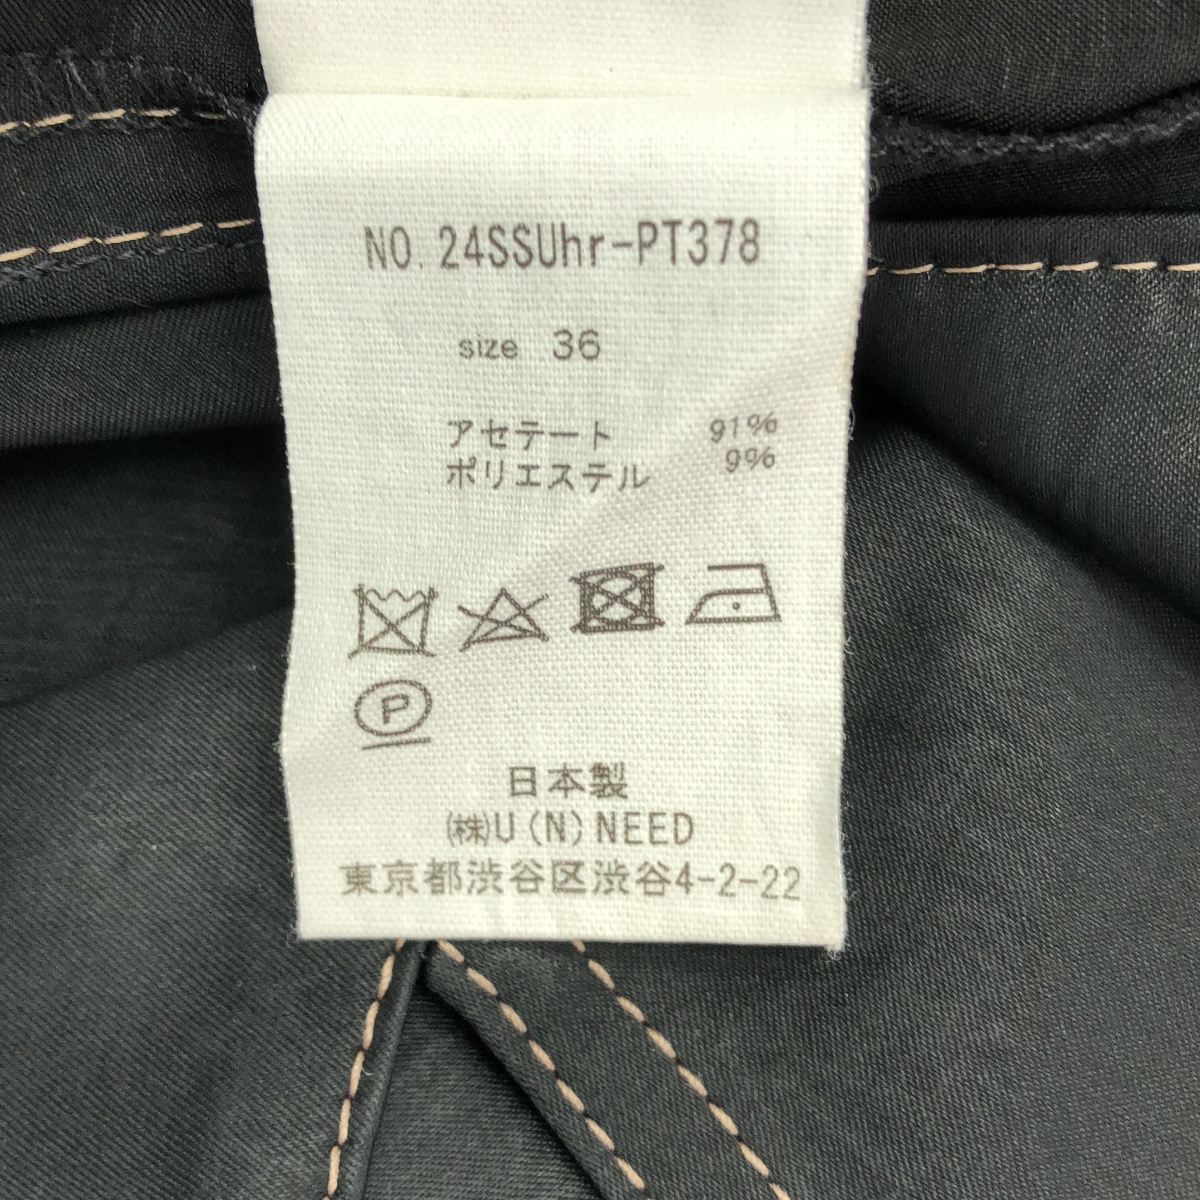 NO. 24SSUhr-PT378
size 36
アセテート 91%
ポリエステル 9%
P
日本製
㈱U(N)NEED
東京都渋谷区渋谷4-2-22